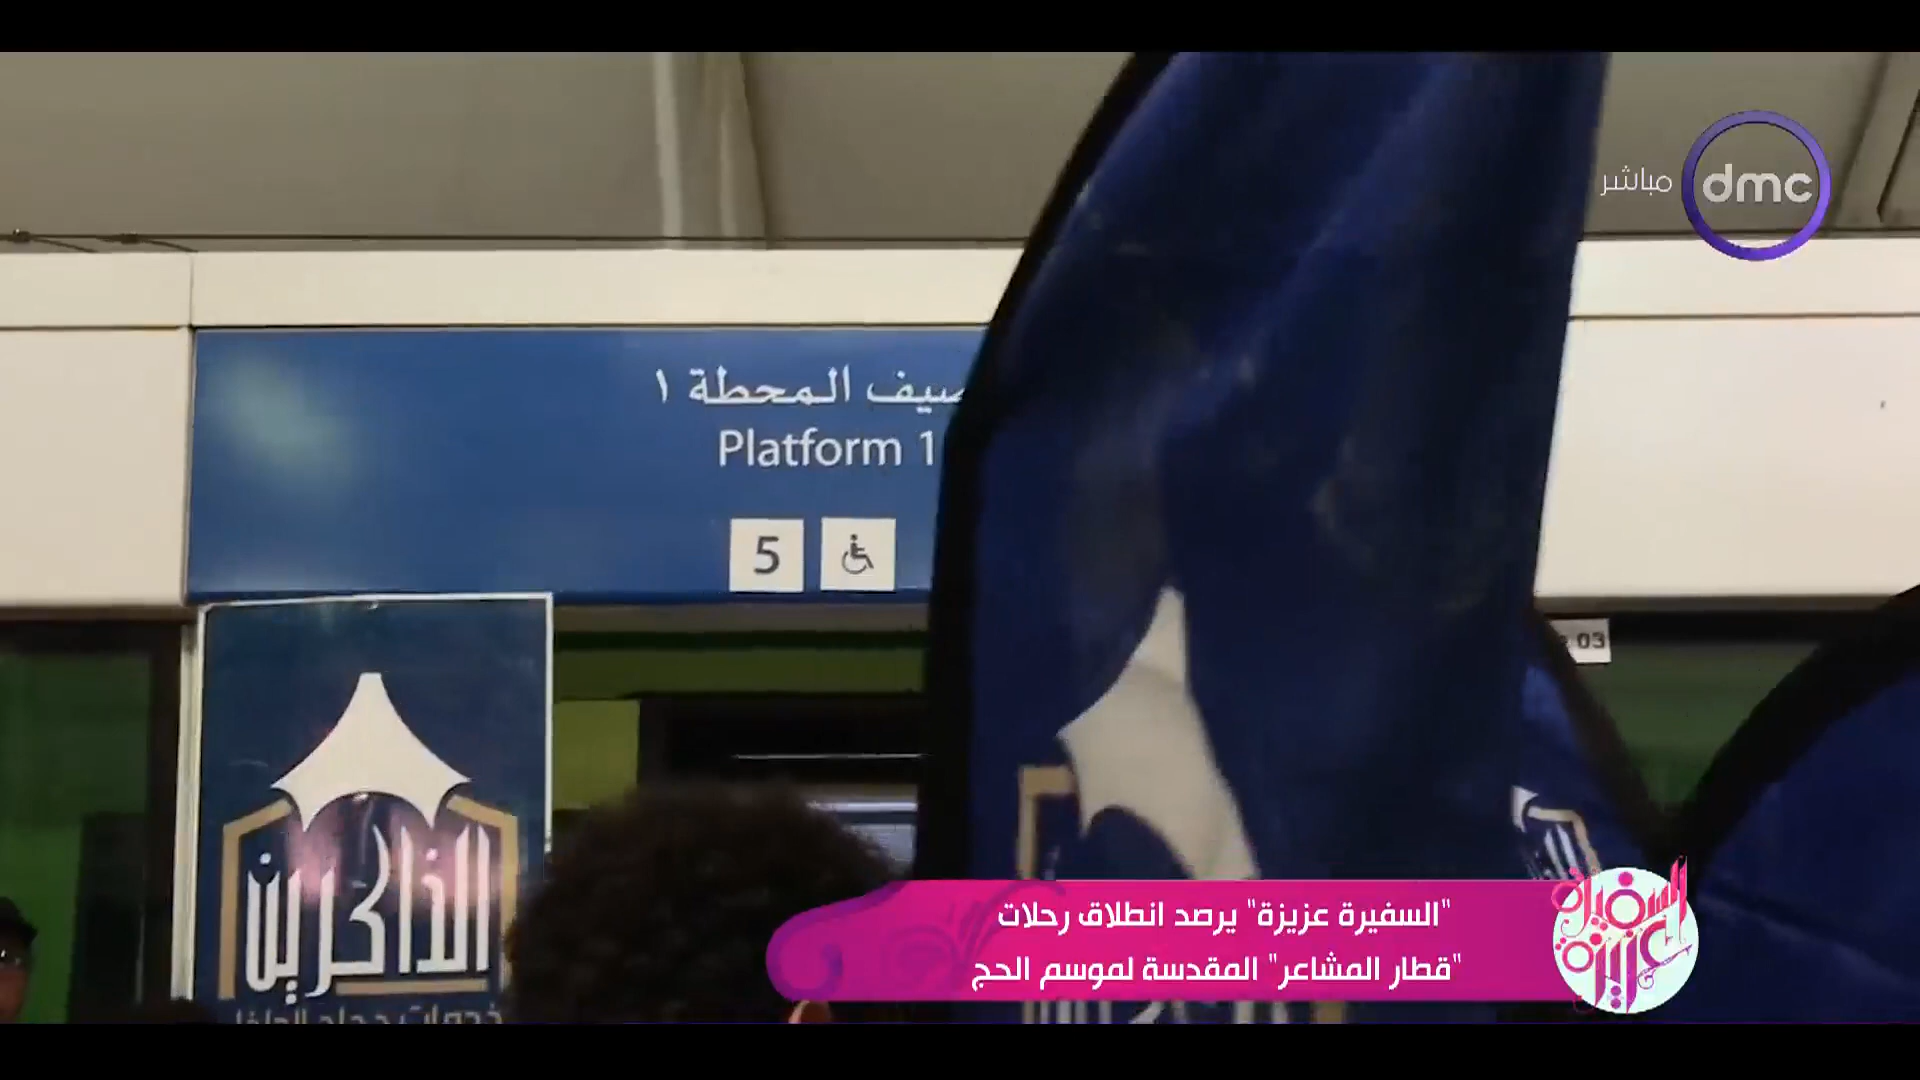 dmc
مباشر
المحطة ١
Platform 1
5
03
الذاكرين
"السفيرة عزيزة" يرصد انطلاق رحلات
"قطار المشاعر" المقدسة لموسم الحج
السفيرة
عزيزة